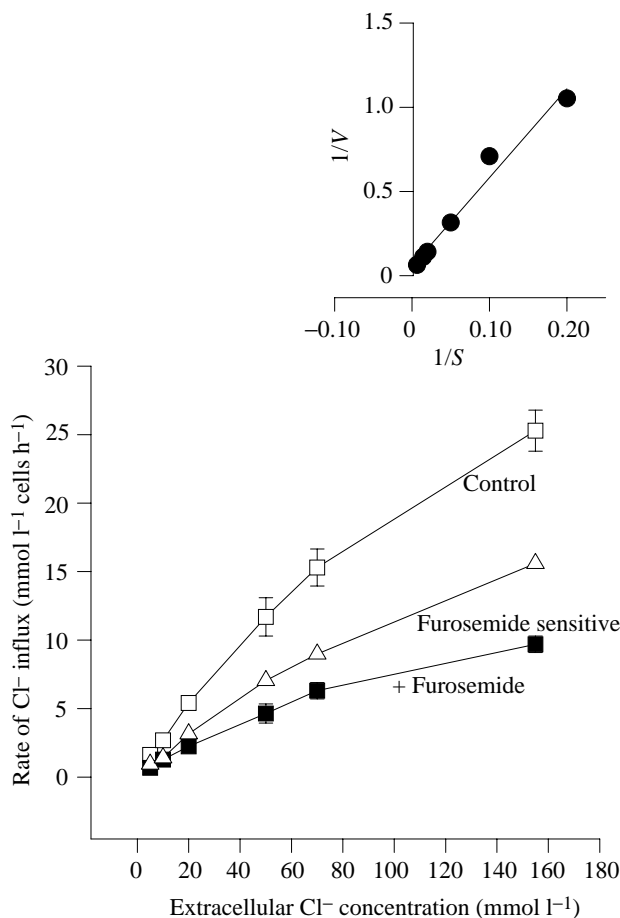 1.5
1.0
0.5
0
1/V
−0.10 0 0.10 0.20
1/S
30
25
20
15
10
5
0
Rate of Cl− influx (mmol l−1 cells h−1)
Control
Furosemide sensitive
+ Furosemide
0 20 40 60 80 100 120 140 160 180
Extracellular Cl− concentration (mmol l−1)